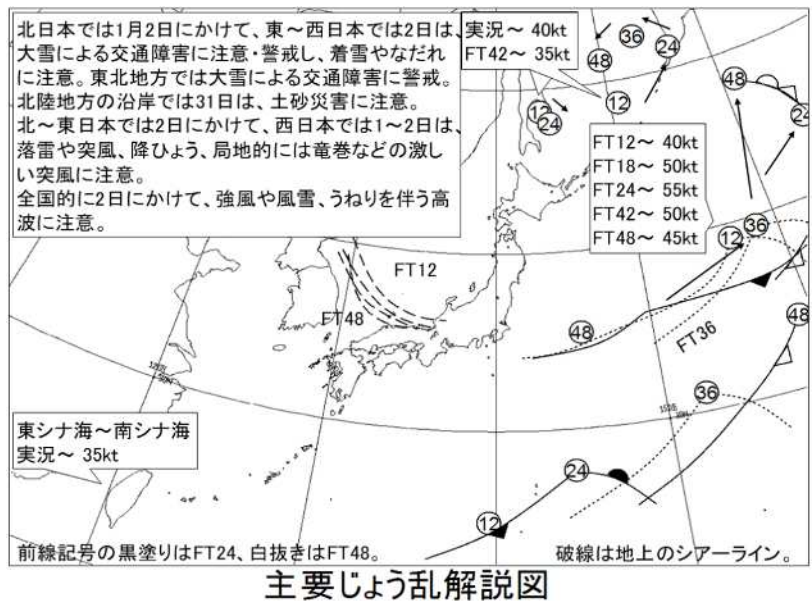 北日本では1月2日にかけて、東～西日本では2日は、
大雪による交通障害に注意・警戒し、着雪やなだれ
に注意。東北地方では大雪による交通障害に警戒。
北陸地方の沿岸では31日は、土砂災害に注意。
北～東日本では2日にかけて、西日本では1～2日は、
落雷や突風、降ひょう、局地的には竜巻などの激し
い突風に注意。
全国的に2日にかけて、強風や風雪、うねりを伴う高
波に注意。
実況～ 40kt
FT42～ 35kt
36
24
48
12
12
24
48
24
FT12～ 40kt
FT18～ 50kt
FT24～ 55kt
FT42～ 50kt
FT48～ 45kt
36
12
FT12
FT48
48
FT36
48
36
東シナ海～南シナ海
実況～ 35kt
24
12
前線記号の黒塗りはFT24、白抜きはFT48。
破線は地上のシアーライン。
主要じょう乱解説図